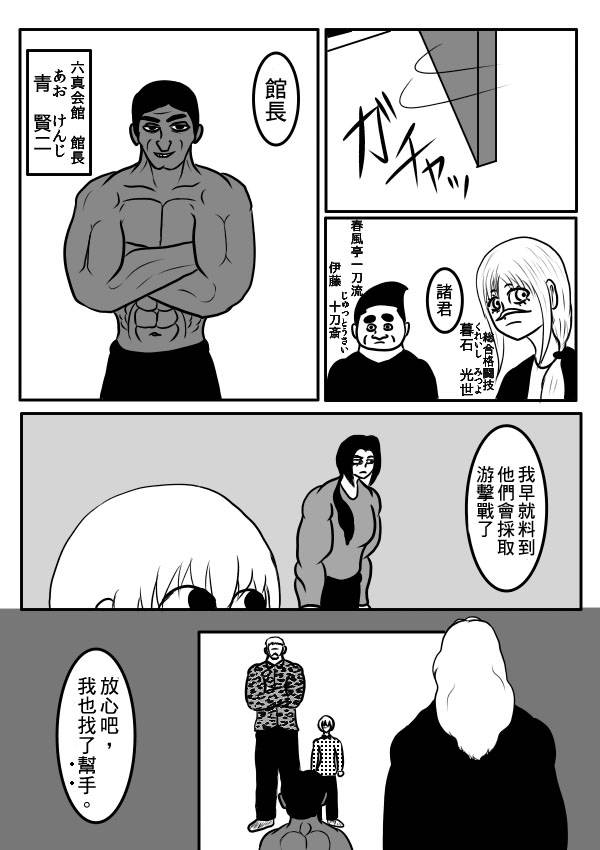 ガチャッ
館長
六真会館 館長
あお けんじ
青 賢二
諸君
総合格闘技
くれいし みつよ
暮石 光世
春風亭一刀流
じゅっとうさい
伊藤 十刀斎
我早就料到
他們會採取
游擊戰了
放心吧，
我也找了幫手。